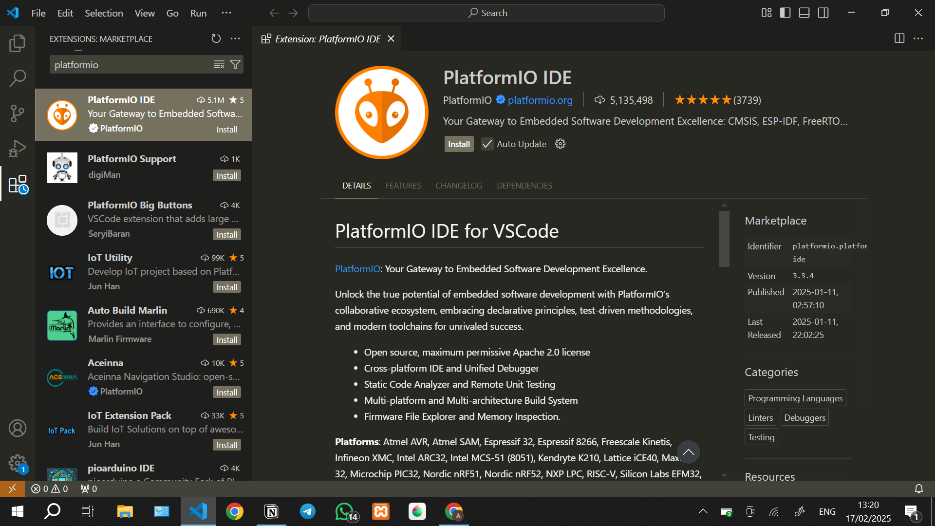 File Edit Selection View Go Run ···
Search
EXTENSIONS: MARKETPLACE
platformio
PlatformIO IDE 5.1M ★ 5
Your Gateway to Embedded Softwa...
PlatformIO Install
PlatformIO Support 1K
digiMan Install
PlatformIO Big Buttons 4K
VSCode extension that adds large ...
SeryiBaran Install
IoT Utility 99K ★ 5
Develop IoT project based on Platf...
Jun Han Install
IOT
Auto Build Marlin 690K ★ 4
Provides an interface to configure, ...
Marlin Firmware Install
Aceinna 10K ★ 5
Aceinna Navigation Studio: open-s...
PlatformIO Install
ACEINNA
IoT Extension Pack 33K ★ 5
Build IoT Solutions on top of aweso...
Jun Han Install
IoT Pack
pioarduino IDE 4K
Extension: PlatformIO IDE
PlatformIO IDE
PlatformIO platformio.org 5,135,498 ★★★★★(3739)
Your Gateway to Embedded Software Development Excellence: CMSIS, ESP-IDF, FreeRTO...
Install Auto Update
DETAILS FEATURES CHANGELOG DEPENDENCIES
PlatformIO IDE for VSCode
PlatformIO: Your Gateway to Embedded Software Development Excellence.
Unlock the true potential of embedded software development with PlatformIO's
collaborative ecosystem, embracing declarative principles, test-driven methodologies,
and modern toolchains for unrivaled success.
• Open source, maximum permissive Apache 2.0 license
• Cross-platform IDE and Unified Debugger
• Static Code Analyzer and Remote Unit Testing
• Multi-platform and Multi-architecture Build System
• Firmware File Explorer and Memory Inspection.
Platforms: Atmel AVR, Atmel SAM, Espressif 32, Espressif 8266, Freescale Kinetis,
Infineon XMC, Intel ARC32, Intel MCS-51 (8051), Kendryte K210, Lattice iCE40,
32, Microchip PIC32, Nordic nRF51, Nordic nRF52, NXP LPC, RISC-V, Silicon Labs EFM32,
Marketplace
Identifier platformio.platfor
ide
Version 3.3.4
Published 2025-01-11,
02:57:10
Last 2025-01-11,
Released 22:02:25
Categories
Programming Languages
Linters Debuggers
Testing
Resources
1
0 0 0
14
ENG
13:20
17/02/2025
1